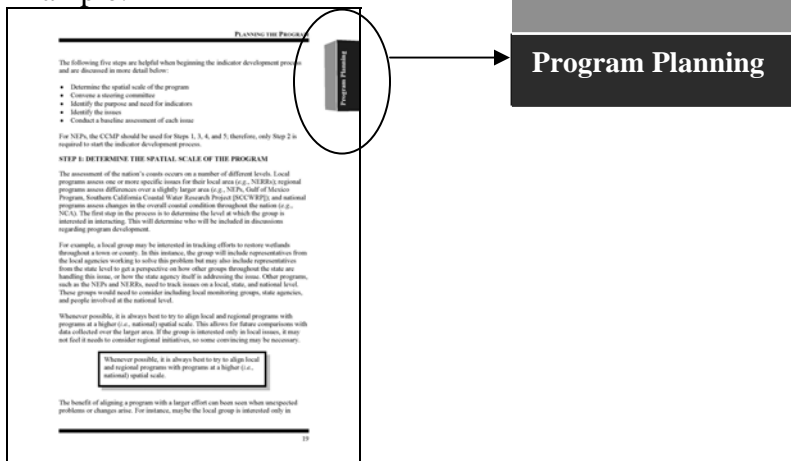 PLANNING THE PROGRAM
The following five steps are helpful when beginning the indicator development process
and are discussed in more detail below:
• Determine the spatial scale of the program
• Convene a steering committee
• Identify the purpose and need for indicators
• Identify the issues
• Conduct a baseline assessment of each issue
For NEPs, the CCMP should be used for Steps 1, 3, 4, and 5; therefore, only Step 2 is
required to start the indicator development process.
STEP 1: DETERMINE THE SPATIAL SCALE OF THE PROGRAM
The assessment of the nation's coasts occurs on a number of different levels. Local
programs assess one or more specific issues for their local area (e.g., NERRs); regional
programs assess differences over a slightly larger area (e.g., NEPs, Gulf of Mexico
Program, Southern California Coastal Water Research Project [SCCWRP]); and national
programs assess changes in the overall coastal condition throughout the nation (e.g.,
NCA). The first step in the process is to determine the level at which the group is
interested in interacting. This will determine who will be included in discussions
regarding program development.
For example, a local group may be interested in tracking efforts to restore wetlands
throughout a town or county. In this instance, the group will include representatives from
the local agencies working to solve this problem but may also include representatives
from the state level to get a perspective on how other groups throughout the state are
handling this issue, or how the state agency itself is addressing the issue. Other programs,
such as the NEPs and NERRs, need to track issues on a local, state, and national level.
These groups would need to consider including local monitoring groups, state agencies,
and people involved at the national level.
Whenever possible, it is always best to try to align local and regional programs with
programs at a higher (i.e., national) spatial scale. This allows for future comparisons with
data collected over the larger area. If the group is interested only in local issues, it may
not feel it needs to consider regional initiatives, so some convincing may be necessary.
Whenever possible, it is always best to try to align local
and regional programs with programs at a higher (i.e.,
national) spatial scale.
The benefit of aligning a program with a larger effort can been seen when unexpected
problems or changes arise. For instance, maybe the local group is interested only in
19
Program Planning
Program Planning